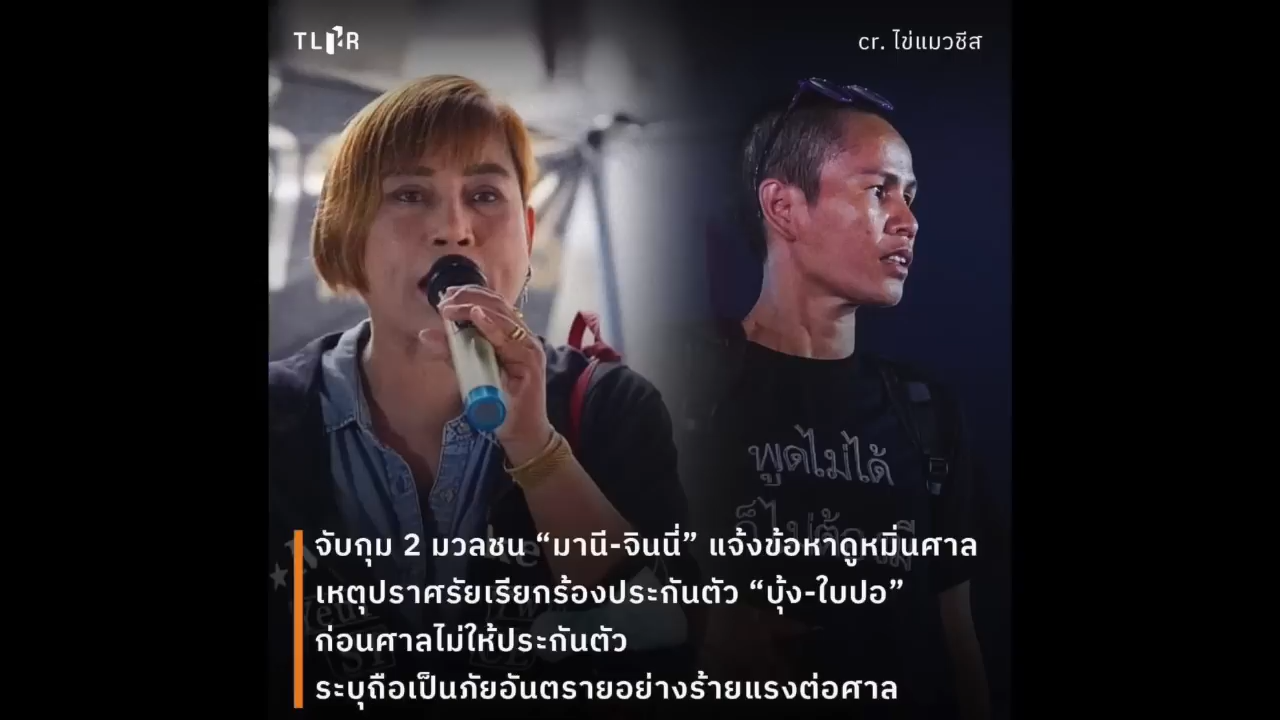 TLHR
cr. ไข่แมวชีส
พูดไม่ได้
จับกุม 2 มวลชน “มานี-จินนี่” แจ้งข้อหาดูหมิ่นศาล
เหตุปราศรัยเรียกร้องประกันตัว “บุ้ง-ใบปอ”
ก่อนศาลไม่ให้ประกันตัว
ระบุถือเป็นภัยอันตรายอย่างร้ายแรงต่อศาล